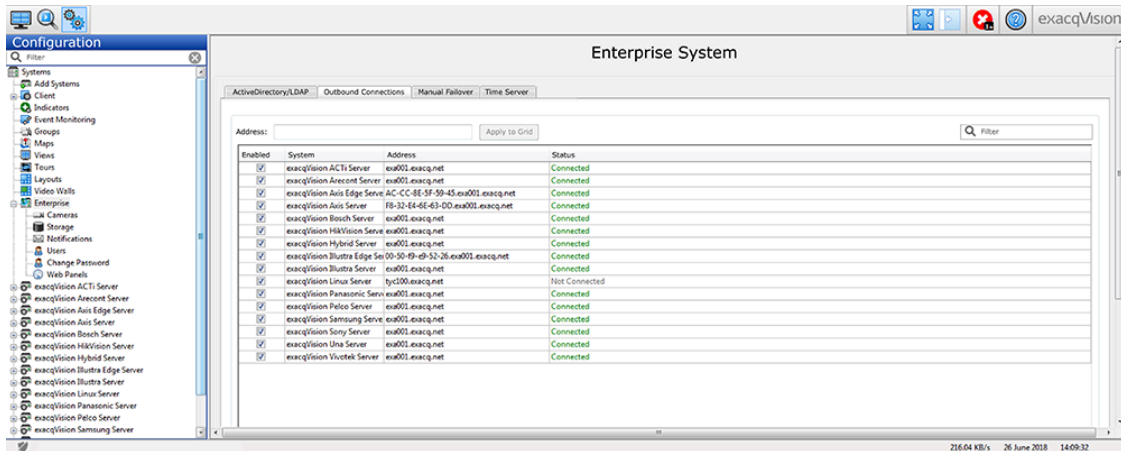 exacqVision
Configuration
Filter
Systems
Add Systems
Client
Indicators
Event Monitoring
Groups
Maps
Views
Tours
Layouts
Video Walls
Enterprise
Cameras
Storage
Notifications
Users
Change Password
Web Panels
exacqVision ACTi Server
exacqVision Arecont Server
exacqVision Axis Edge Server
exacqVision Axis Server
exacqVision Bosch Server
exacqVision HikVision Server
exacqVision Hybrid Server
exacqVision Illustra Edge Server
exacqVision Illustra Server
exacqVision Linux Server
exacqVision Panasonic Server
exacqVision Pelco Server
exacqVision Samsung Server
Enterprise System
ActiveDirectory/LDAP Outbound Connections Manual Failover Time Server
Address: Apply to Grid Filter
Enabled System Address Status
exacqVision ACTi Server exa001.exacq.net Connected
exacqVision Arecont Server exa001.exacq.net Connected
exacqVision Axis Edge Serve AC-CC-8E-5F-59-45.exa001.exacq.net Connected
exacqVision Axis Server F8-32-E4-6E-63-DD.exa001.exacq.net Connected
exacqVision Bosch Server exa001.exacq.net Connected
exacqVision HikVision Serve exa001.exacq.net Connected
exacqVision Hybrid Server exa001.exacq.net Connected
exacqVision Illustra Edge Ser 00-50-f9-e9-52-26.exa001.exacq.net Connected
exacqVision Illustra Server exa001.exacq.net Connected
exacqVision Linux Server tyc100.exacq.net Not Connected
exacqVision Panasonic Serv exa001.exacq.net Connected
exacqVision Pelco Server exa001.exacq.net Connected
exacqVision Samsung Serve exa001.exacq.net Connected
exacqVision Sony Server exa001.exacq.net Connected
exacqVision Una Server exa001.exacq.net Connected
exacqVision Vivotek Server exa001.exacq.net Connected
216.04 KB/s 26 June 2018 14:09:32